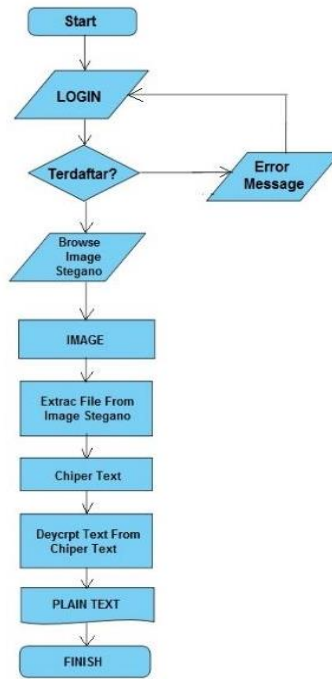 Start
LOGIN
Terdaftar?
Error
Message
Browse
Image
Stegano
IMAGE
Extrac File From
Image Stegano
Chiper Text
Deycrpt Text From
Chiper Text
PLAIN TEXT
FINISH